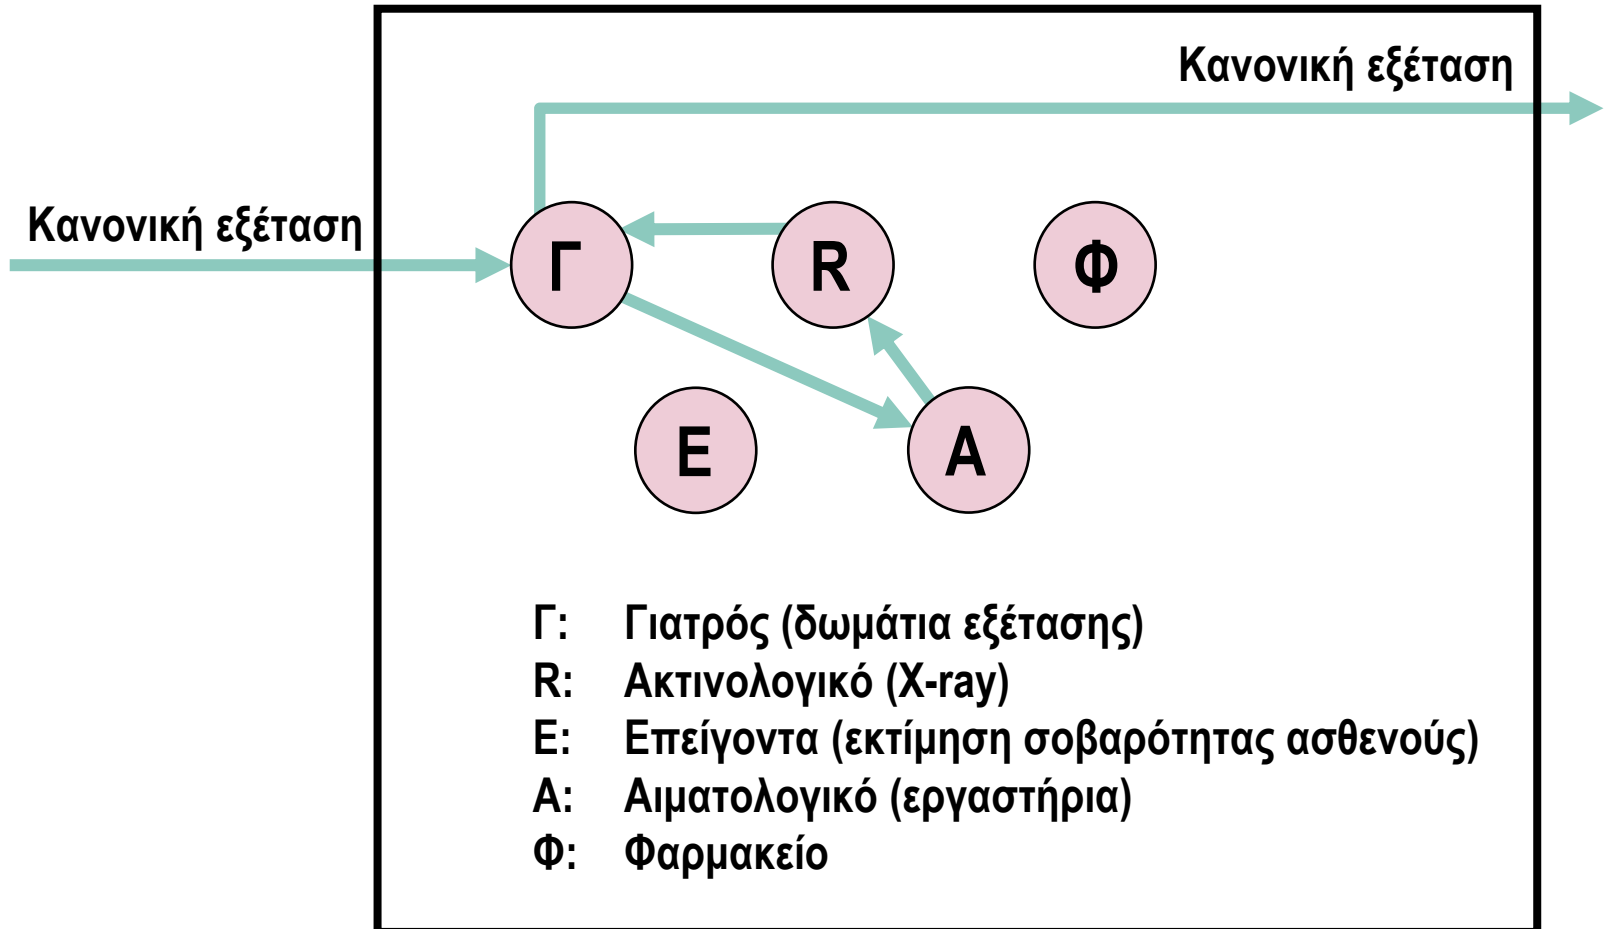 Κανονική εξέταση
Κανονική εξέταση
Γ
R
Φ
Ε
Α
Γ: Γιατρός (δωμάτια εξέτασης)
R: Ακτινολογικό (X-ray)
Ε: Επείγοντα (εκτίμηση σοβαρότητας ασθενούς)
Α: Αιματολογικό (εργαστήρια)
Φ: Φαρμακείο